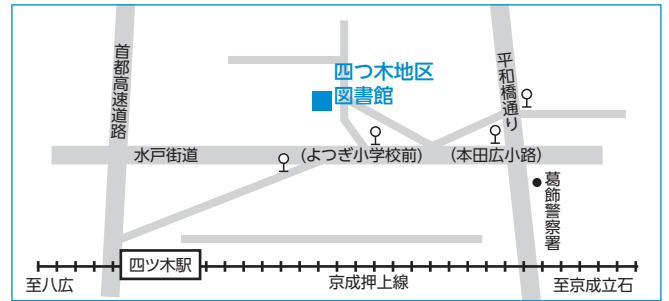 首都高速道路
四つ木地区
図書館
平和橋通り
水戸街道
(よつぎ小学校前)
(本田広小路)
葛飾警察署
四ツ木駅
至八広
京成押上線
至京成立石